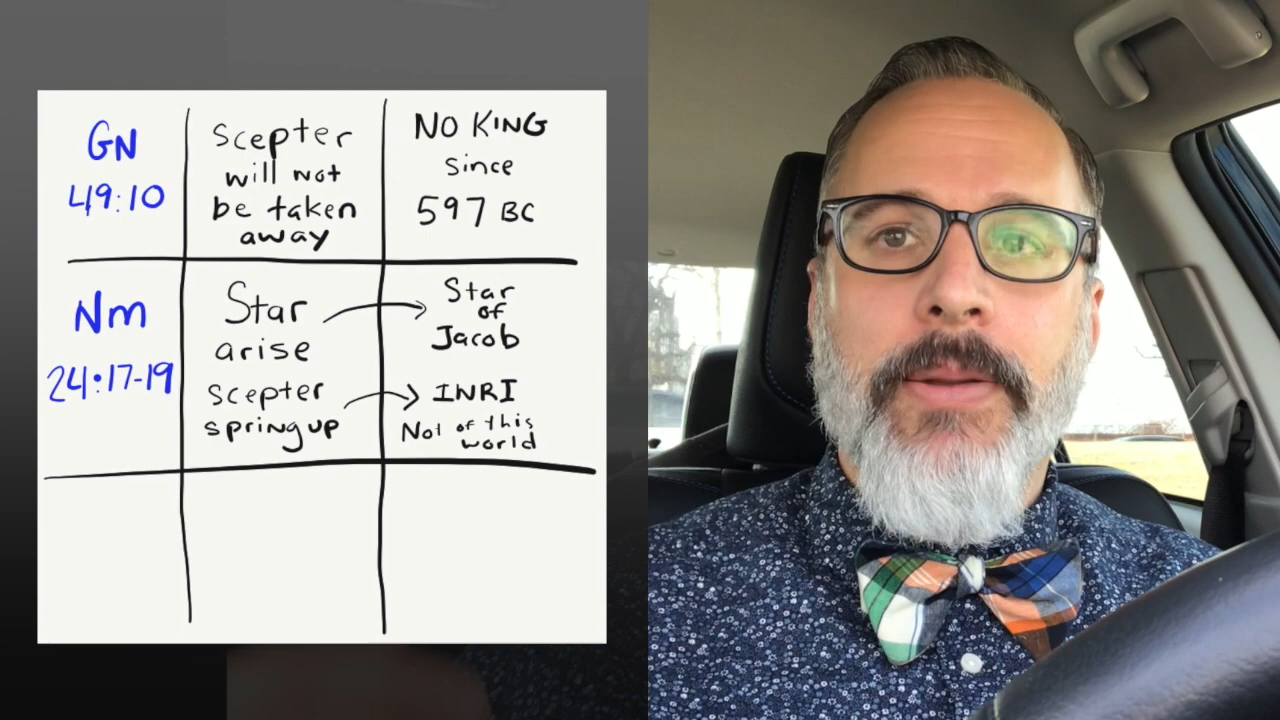 GN
49:10
Scepter
will not
be taken
away
NO KING
Since
597 BC
Nm
24:17-19
Star
arise
scepter
spring up
Star
of
Jacob
INRI
Not of this
world